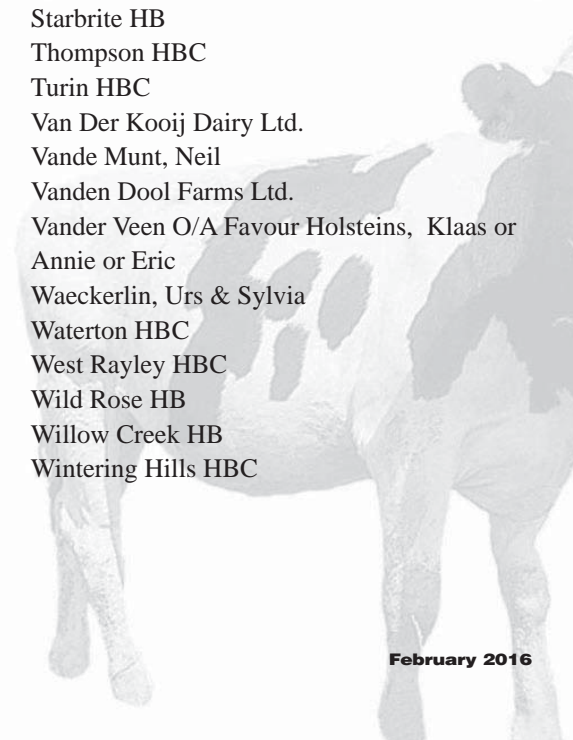 Starbrite HB
Thompson HBC
Turin HBC
Van Der Kooij Dairy Ltd.
Vande Munt, Neil
Vanden Dool Farms Ltd.
Vander Veen O/A Favour Holsteins,  Klaas or
Annie or Eric
Waeckerlin, Urs & Sylvia
Waterton HBC
West Rayley HBC
Wild Rose HB
Willow Creek HB
Wintering Hills HBC
February 2016